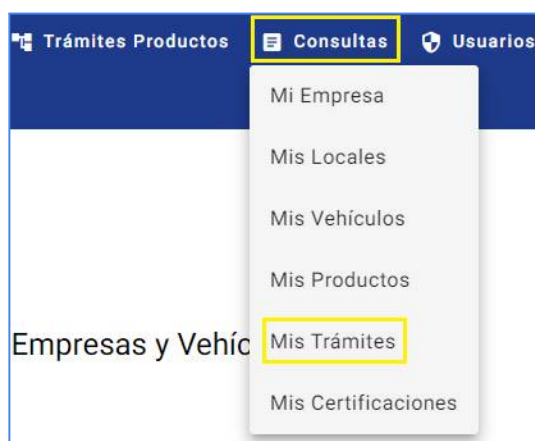 Trámites Productos Consultas Usuarios
Mi Empresa
Mis Locales
Mis Vehículos
Mis Productos
Empresas y Vehíc Mis Trámites
Mis Certificaciones